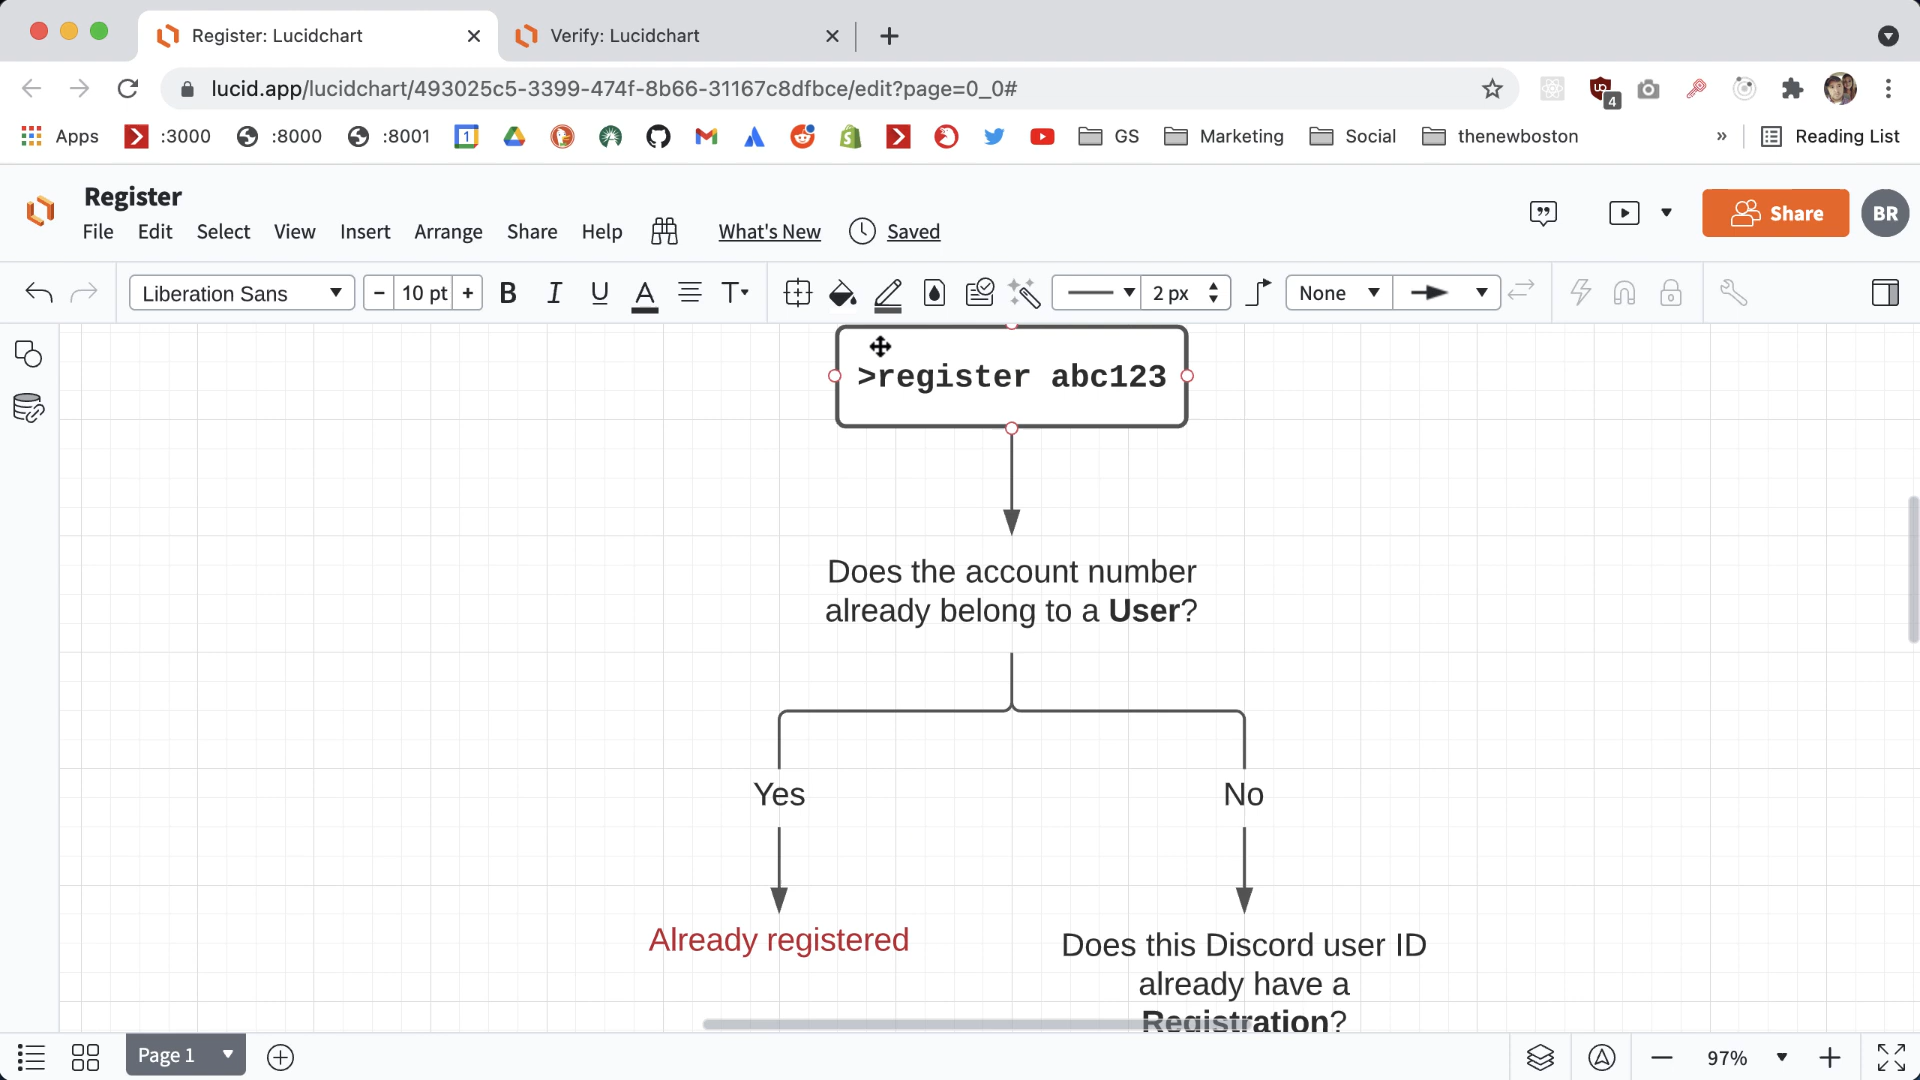 Register: Lucidchart
Verify: Lucidchart
lucid.app/lucidchart/493025c5-3399-474f-8b66-31167c8dfbce/edit?page=0_0#
4
Apps
:3000
:8000
:8001
1
GS
Marketing
Social
thenewboston
»
Reading List
Register
File
Edit
Select
View
Insert
Arrange
Share
Help
What's New
Saved
Share
BR
Liberation Sans
- 10 pt +
B
I
U
A
T
2 px
None
>register abc123
Does the account number
already belong to a User?
Yes
No
Already registered
Does this Discord user ID
already have a
Registration?
Page 1
97%